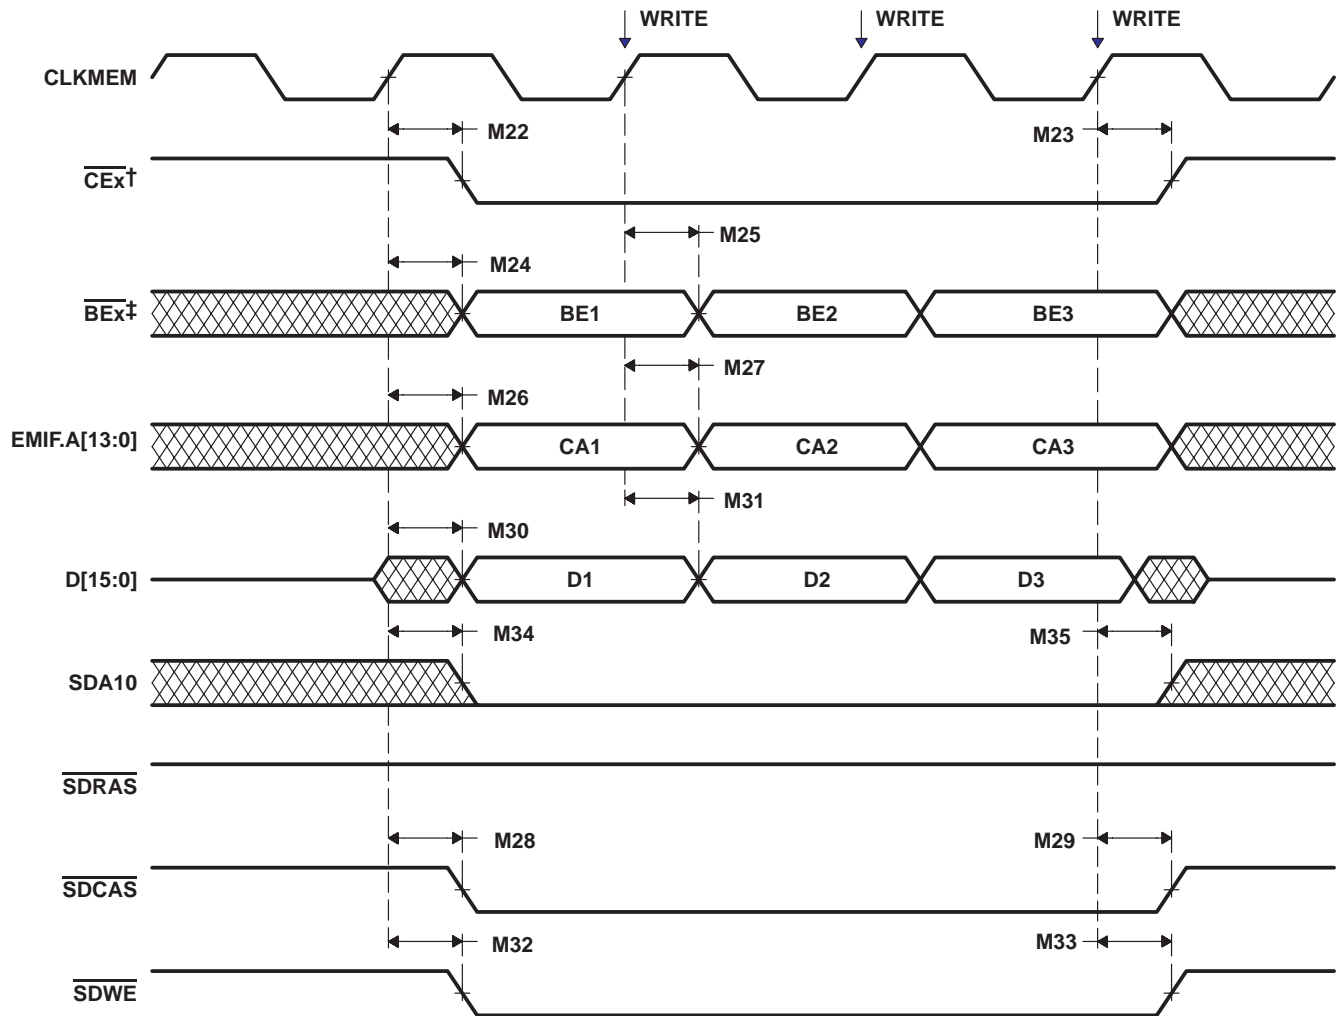 WRITE WRITE WRITE
CLKMEM
M22 M23
CEx†
M25
M24
BEx‡ BE1 BE2 BE3
M27
M26
EMIF.A[13:0] CA1 CA2 CA3
M31
M30
D[15:0] D1 D2 D3
M34 M35
SDA10
SDRAS
M28 M29
SDCAS
M32 M33
SDWE